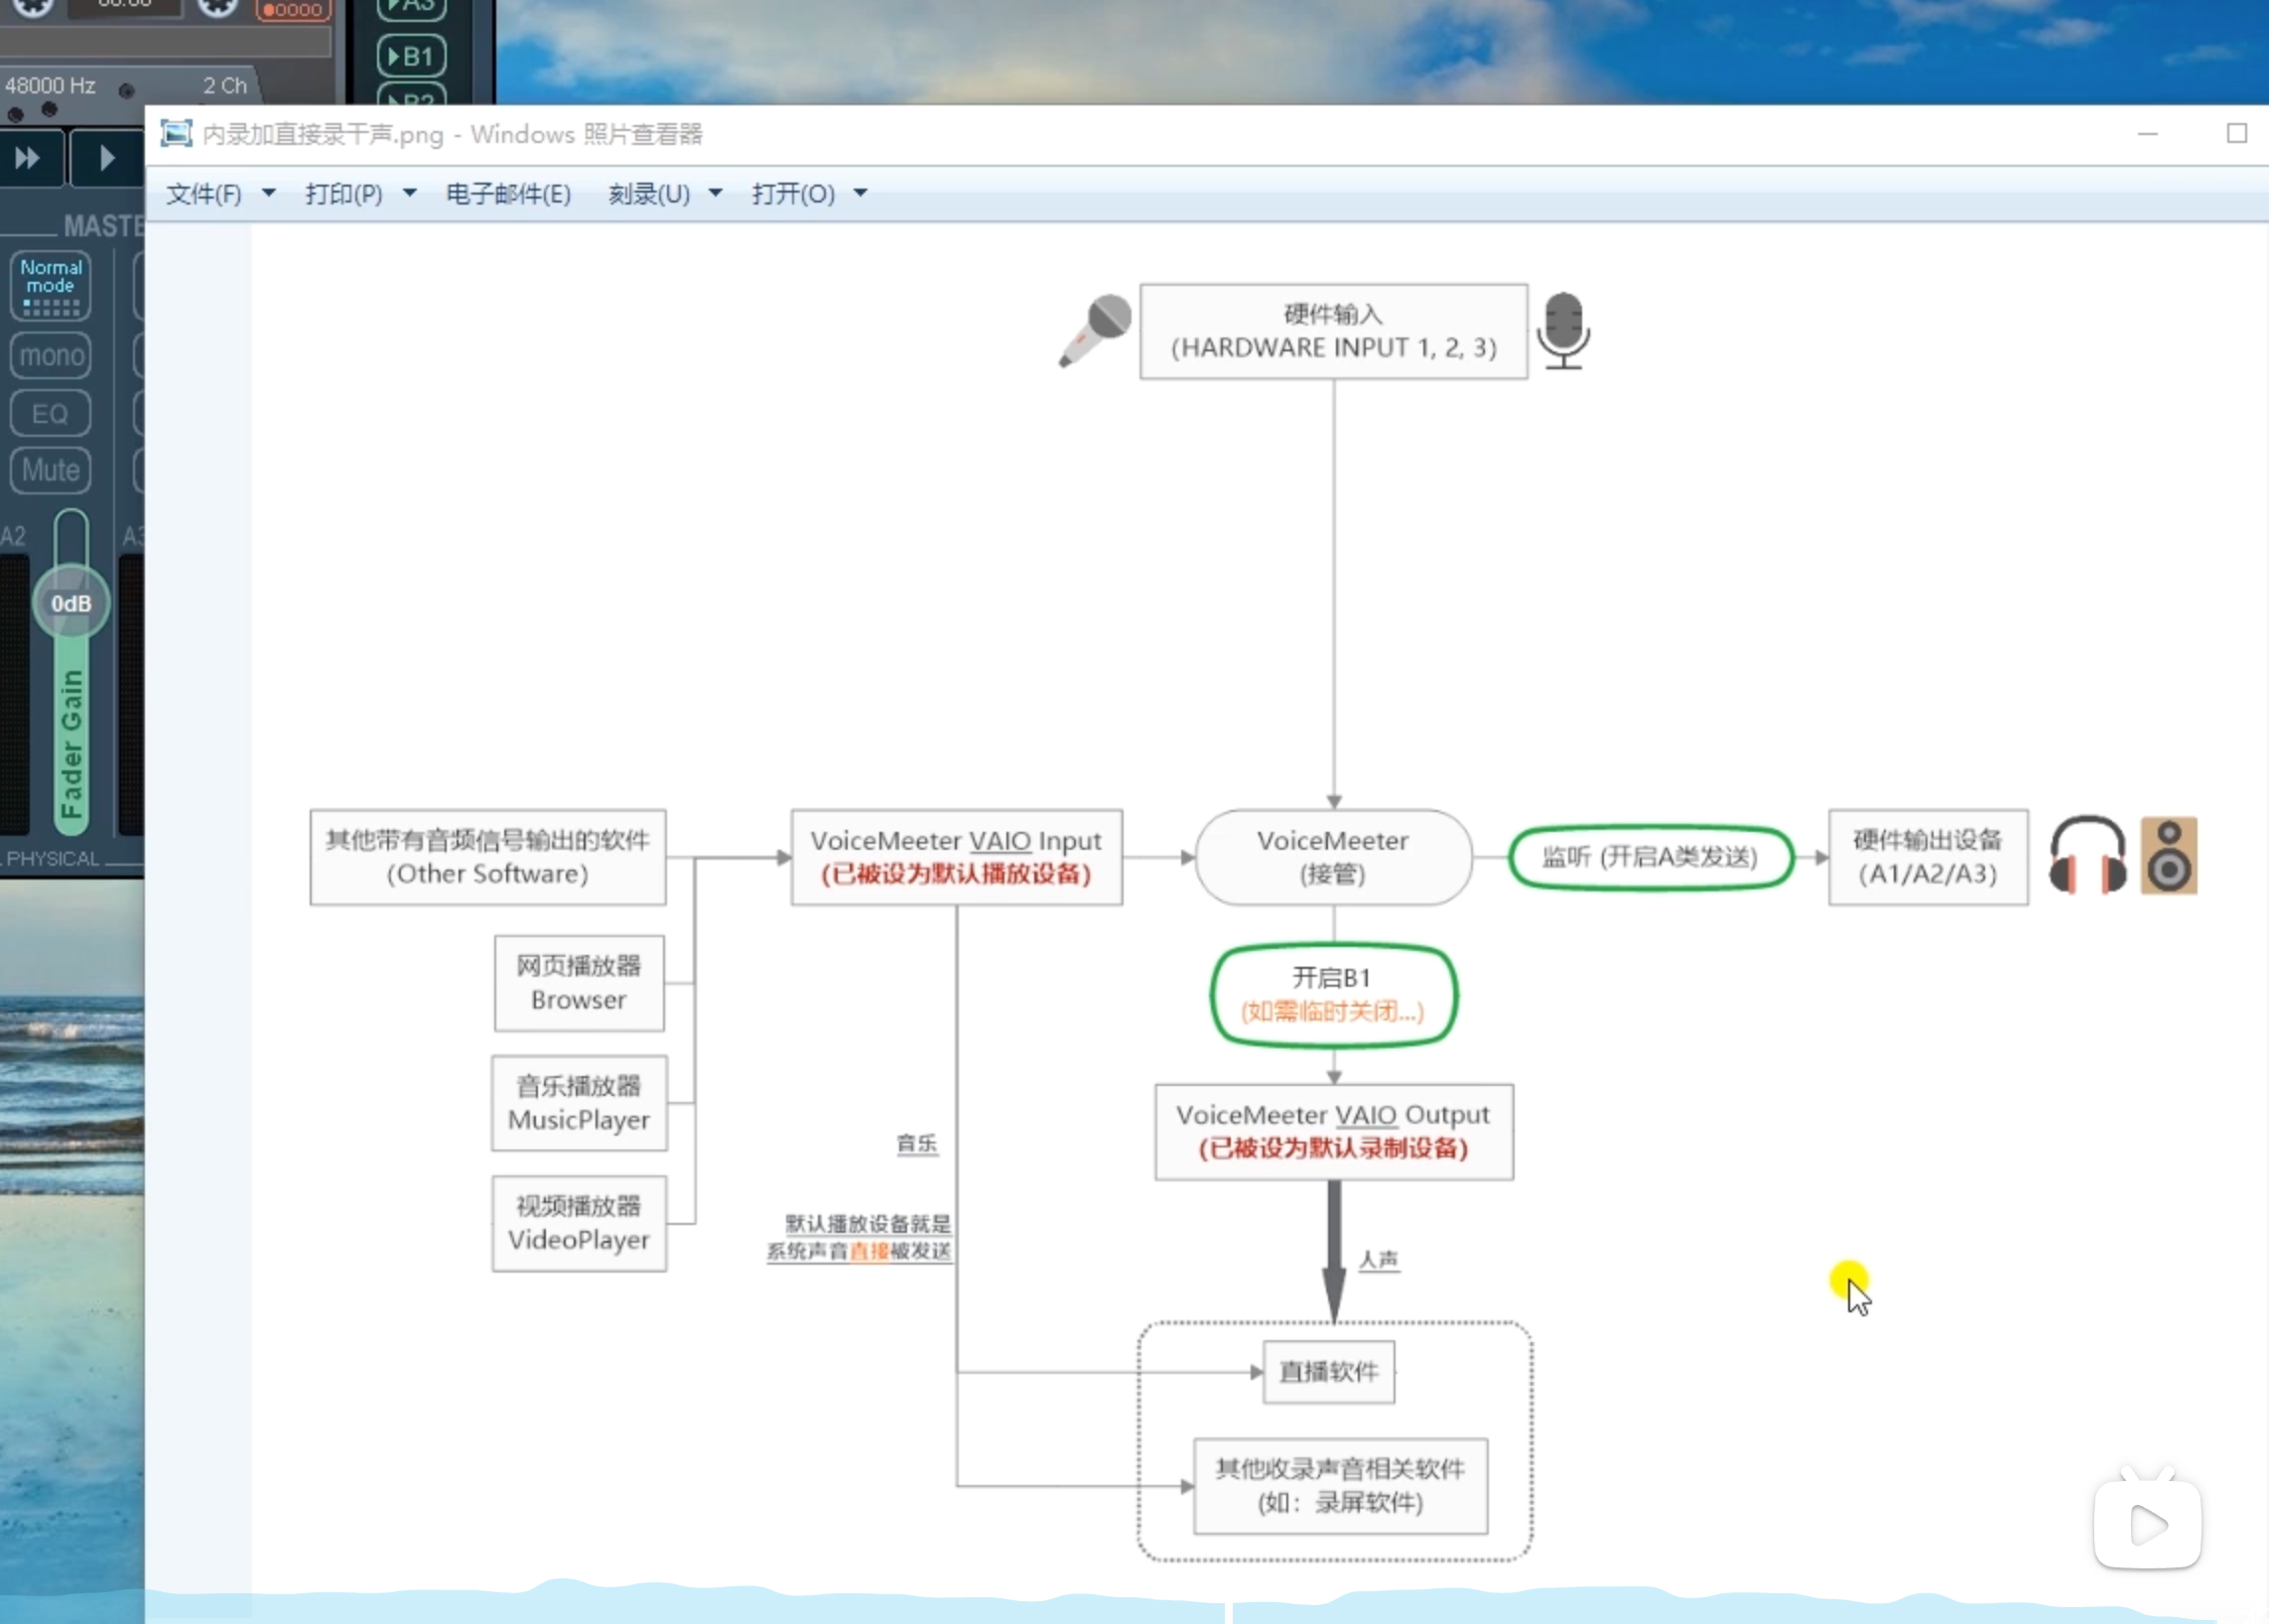 A3
B1
B2
48000 Hz
2 Ch
内录加直接录干声.png - Windows 照片查看器
文件(F)
打印(P)
电子邮件(E)
刻录(U)
打开(O)
Normal
mode
mono
EQ
Mute
A2
0dB
Fader Gain
PHYSICAL
硬件输入
(HARDWARE INPUT 1, 2, 3)
其他带有音频信号输出的软件
(Other Software)
VoiceMeeter VAIO Input
(已被设为默认播放设备)
VoiceMeeter
(接管)
监听 (开启A类发送)
硬件输出设备
(A1/A2/A3)
网页播放器
Browser
开启B1
(如需临时关闭...)
音乐播放器
MusicPlayer
VoiceMeeter VAIO Output
(已被设为默认录制设备)
音乐
视频播放器
VideoPlayer
默认播放设备就是
系统声音直接被发送
人声
直播软件
其他收录声音相关软件
(如：录屏软件)